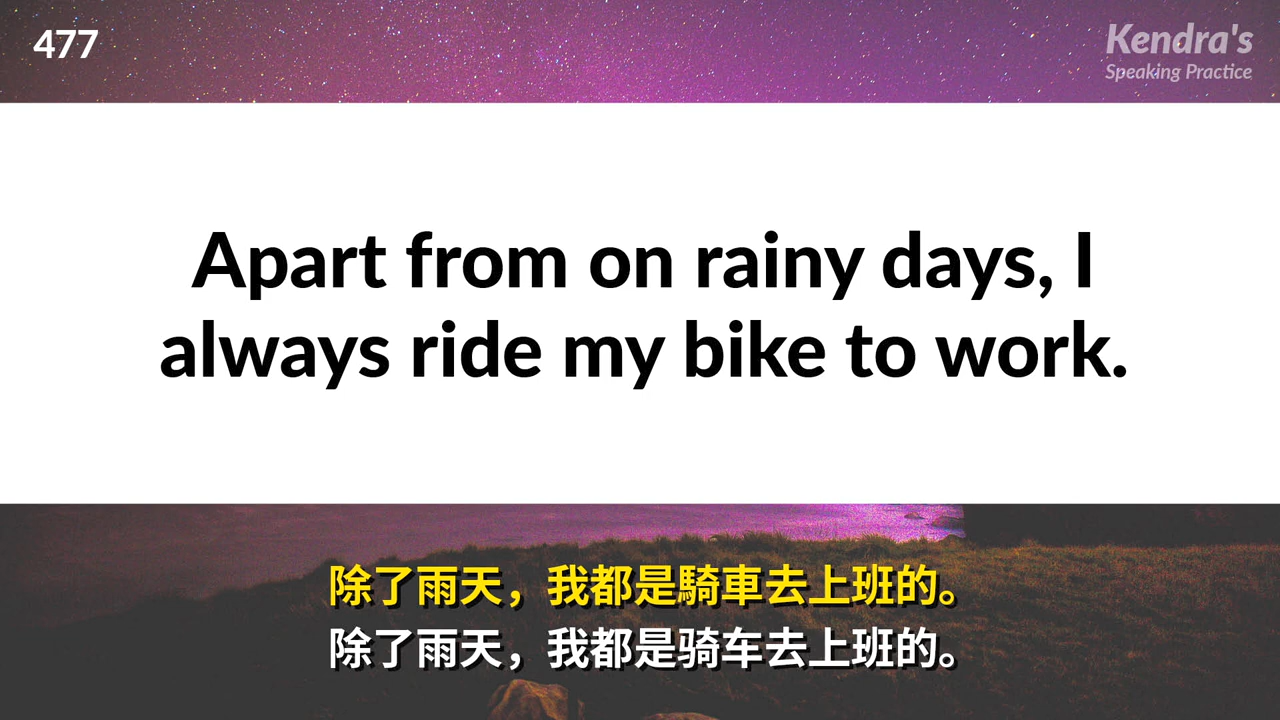 477
Kendra's
Speaking Practice
Apart from on rainy days, I
always ride my bike to work.
除了雨天，我都是騎車去上班的。
除了雨天，我都是骑车去上班的。